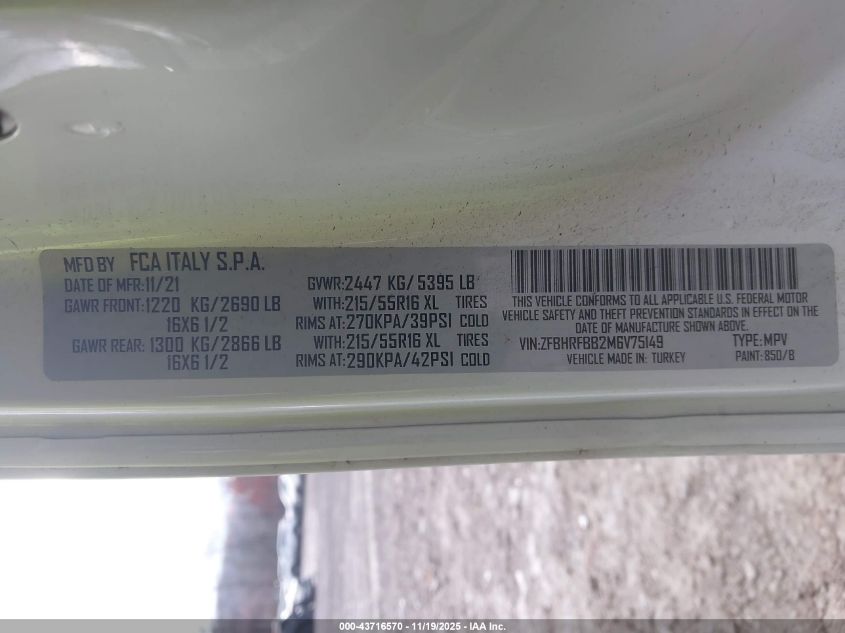 MFD BY FCA ITALY S.P.A.
DATE OF MFR:11/21
GVWR:2447 KG/5395 LB
GAWR FRONT:1220 KG/2690 LB
WITH:215/55R16 XL TIRES
16X6 1/2
RIMS AT:270KPA/39PSI COLD
GAWR REAR: 1300 KG/2866 LB
WITH:215/55R16 XL TIRES
16X6 1/2
RIMS AT:290KPA/42PSI COLD
THIS VEHICLE CONFORMS TO ALL APPLICABLE U.S. FEDERAL MOTOR
VEHICLE SAFETY AND THEFT PREVENTION STANDARDS IN EFFECT ON THE
DATE OF MANUFACTURE SHOWN ABOVE.
VIN:ZFBHRFBB2M6V75149 TYPE:MPV
VEHICLE MADE IN: TURKEY PAINT:850/B
000-43716570 - 11/19/2025 - IAA Inc.